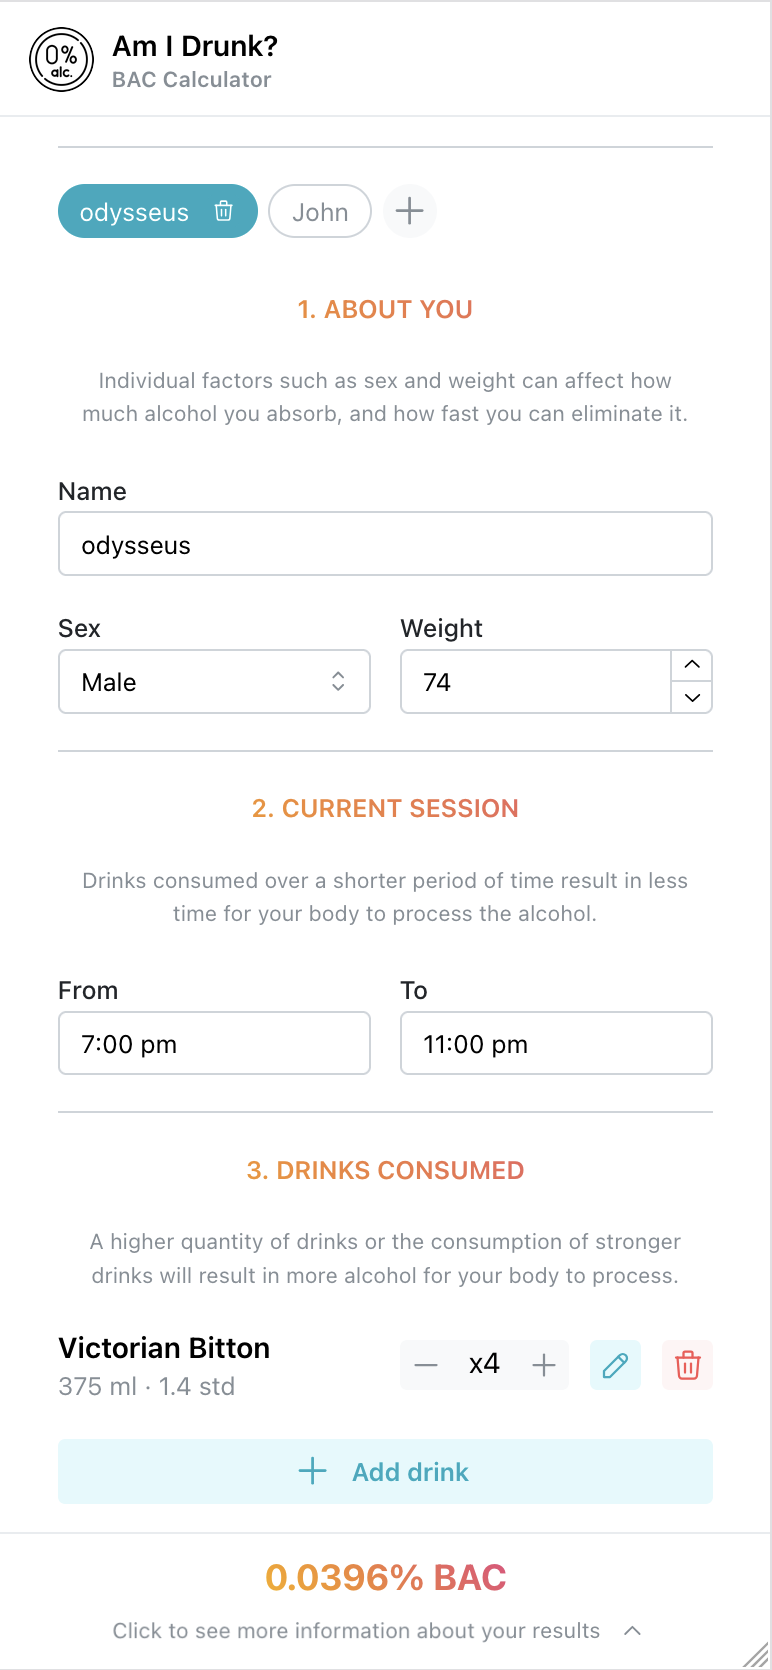 0%
alc.
Am I Drunk?
BAC Calculator
odysseus
John
1. ABOUT YOU
Individual factors such as sex and weight can affect how
much alcohol you absorb, and how fast you can eliminate it.
Name
odysseus
Sex
Weight
Male
74
2. CURRENT SESSION
Drinks consumed over a shorter period of time result in less
time for your body to process the alcohol.
From
To
7:00 pm
11:00 pm
3. DRINKS CONSUMED
A higher quantity of drinks or the consumption of stronger
drinks will result in more alcohol for your body to process.
Victorian Bitton
375 ml · 1.4 std
x4
Add drink
0.0396% BAC
Click to see more information about your results